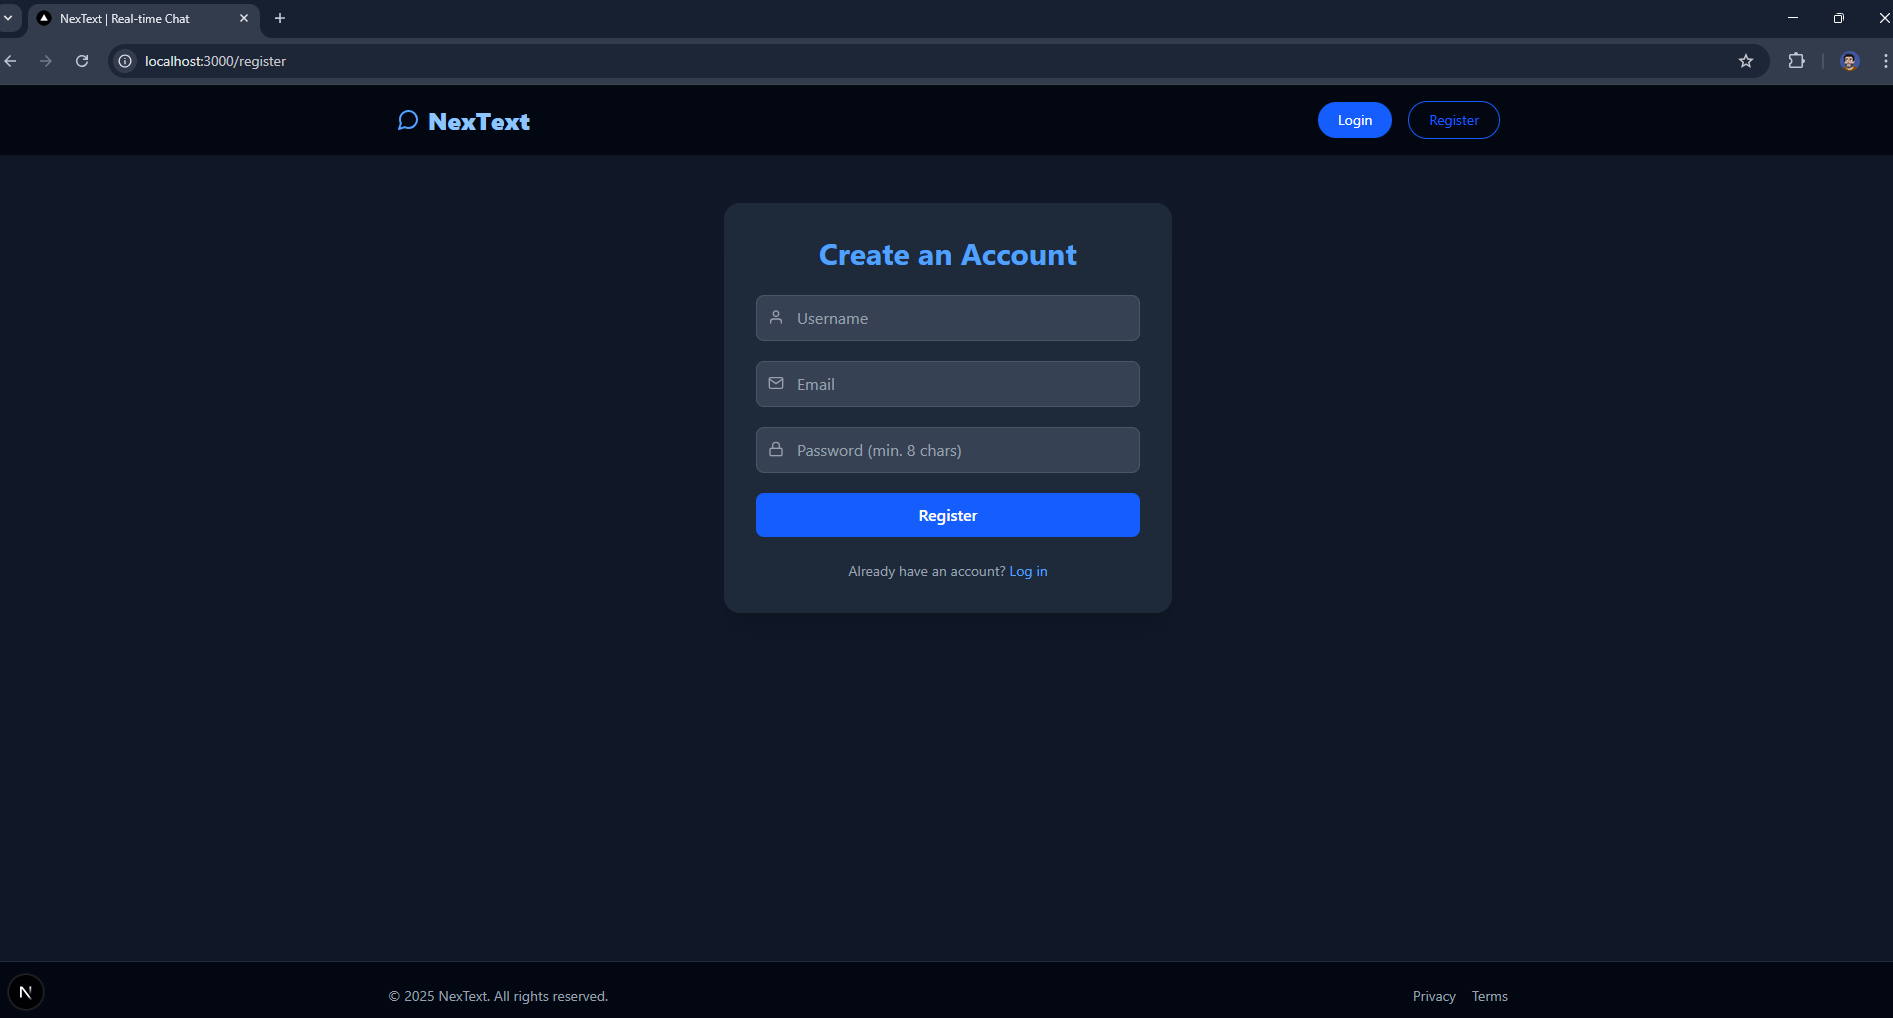 NexText | Real-time Chat
localhost:3000/register
NexText
Login
Register
Create an Account
Username
Email
Password (min. 8 chars)
Register
Already have an account? Log in
N
© 2025 NexText. All rights reserved.
Privacy
Terms